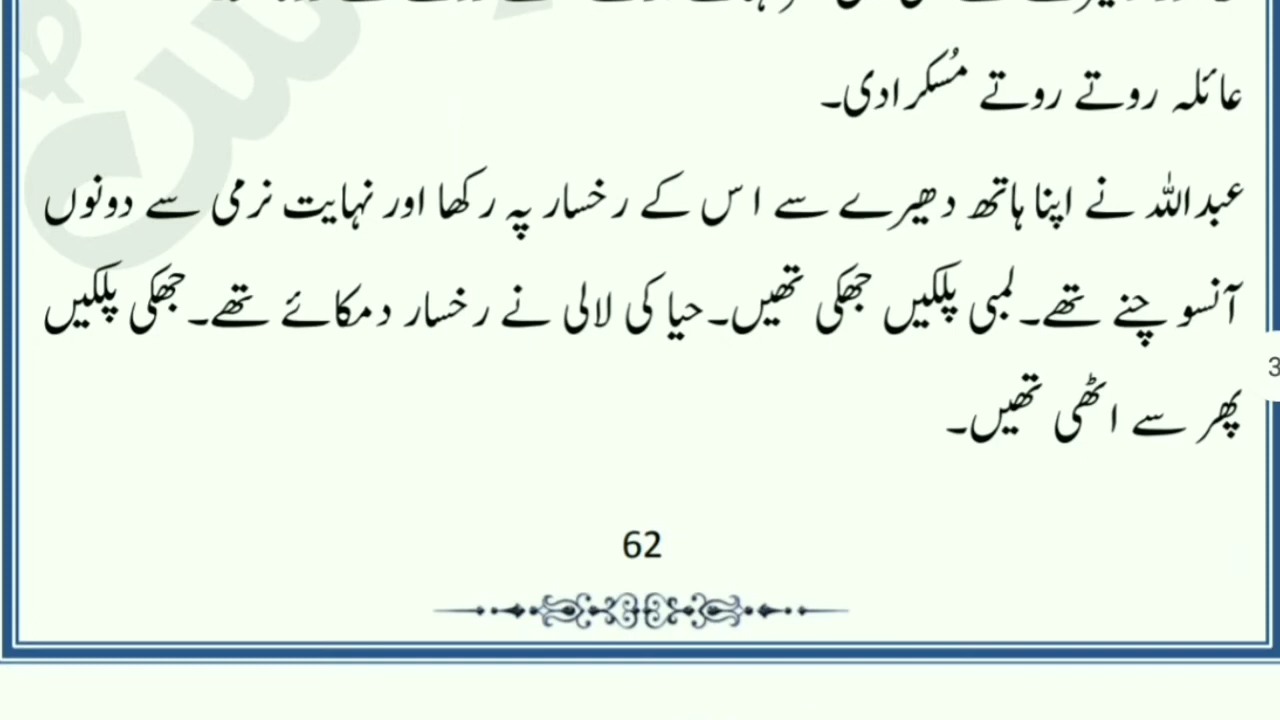 عائلہ روتے روتے مُسکرادی۔
عبداللہ نے اپنا ہاتھ دھیرے سے اس کے رخسار پہ رکھا اور نہایت نرمی سے دونوں
آنسو چنے تھے۔ لمبی پلکیں جھکی تھیں۔ حیا کی لالی نے رخسار دمکائے تھے۔ جھکی پلکیں
پھر سے اٹھی تھیں۔
3
62